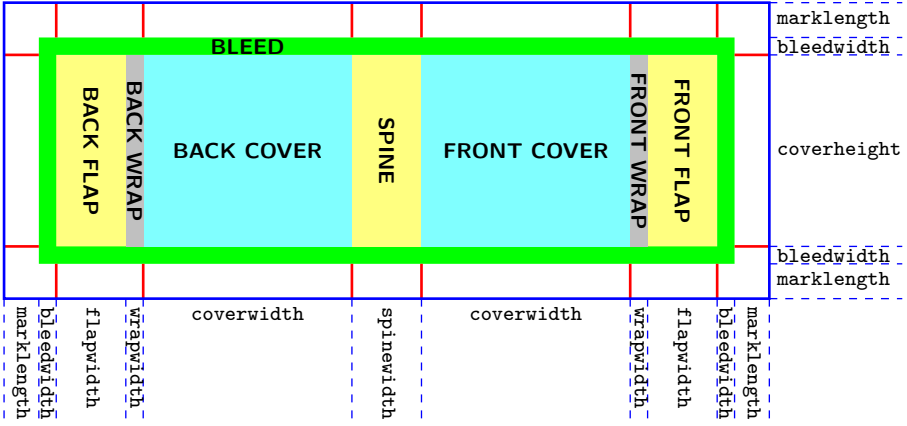 marklength
BLEED
bleedwidth
BACK FLAP
BACK WRAP
BACK COVER
SPINE
FRONT COVER
FRONT WRAP
FRONT FLAP
coverheight
bleedwidth
marklength
marklength
bleedwidth
flapwidth
wrapwidth
coverwidth
spinewidth
coverwidth
wrapwidth
flapwidth
bleedwidth
marklength